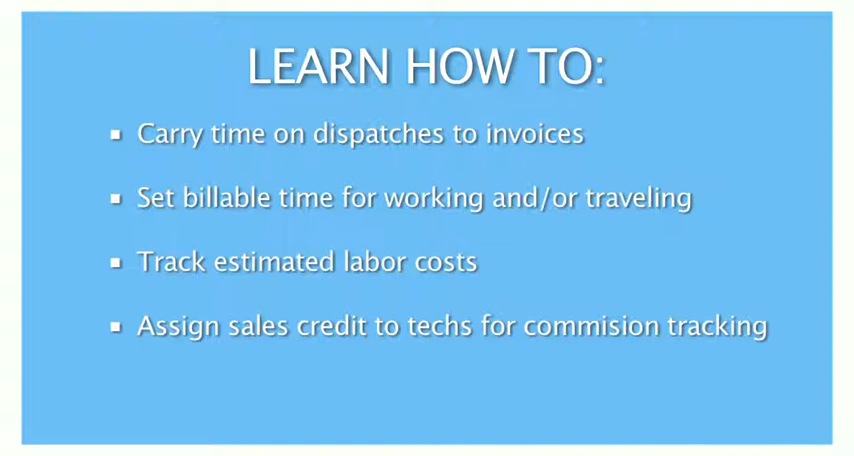 LEARN HOW TO:
▪ Carry time on dispatches to invoices
▪ Set billable time for working and/or traveling
▪ Track estimated labor costs
▪ Assign sales credit to techs for commision tracking